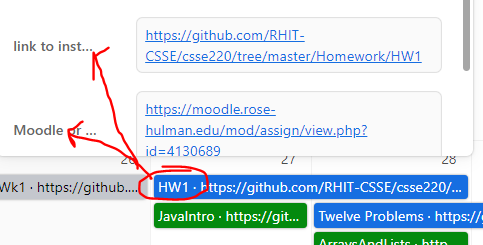 https://github.com/RHIT-
link to inst... CSSE/csse220/tree/master/Homework/HW1
https://moodle.rose-
Moodle or ... hulman.edu/mod/assign/view.php?
id=4130689
26 27 28
Wk1 · https://github.... HW1 · https://github.com/RHIT-CSSE/csse220/...
JavaIntro · https://git... Twelve Problems · http
ArraysAndLists · http